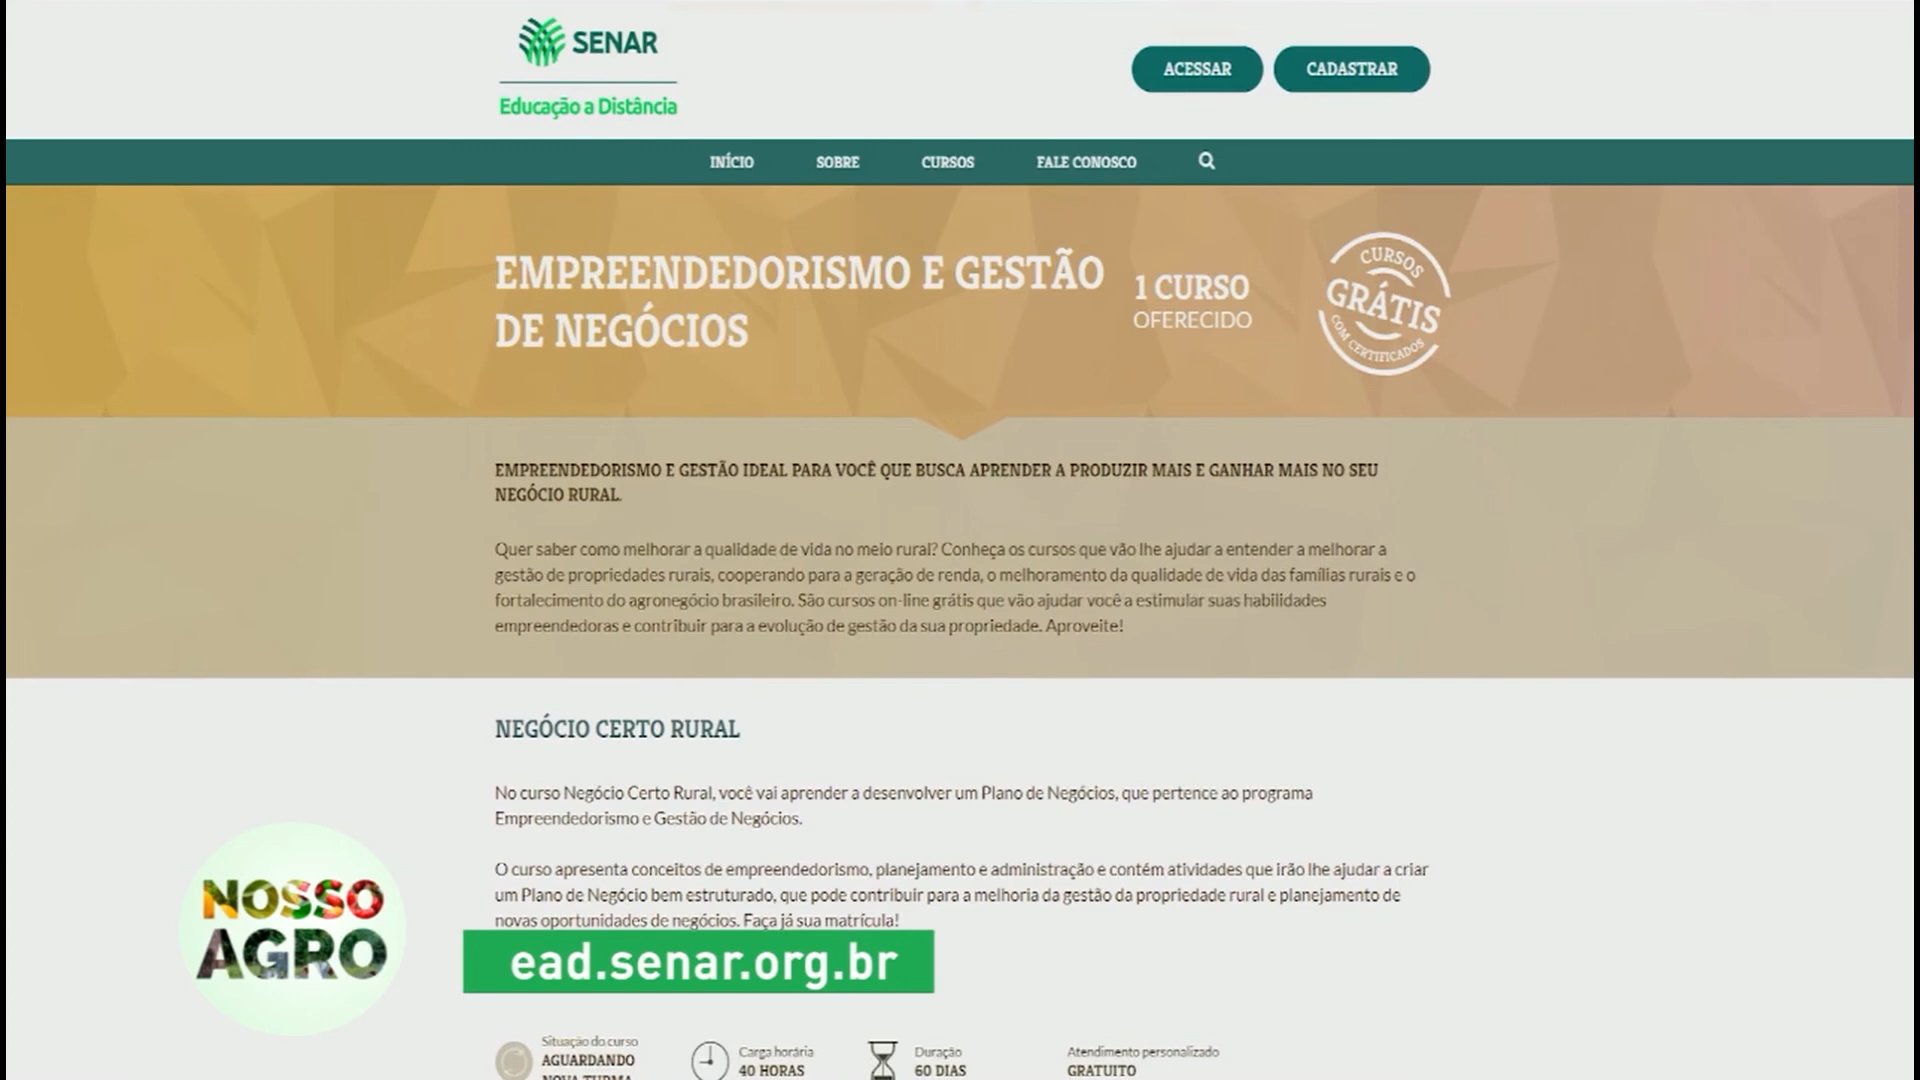 SENAR
Educação a Distância
ACESSAR
CADASTRAR
INÍCIO
SOBRE
CURSOS
FALE CONOSCO
EMPREENDEDORISMO E GESTÃO
DE NEGÓCIOS
1 CURSO
OFERECIDO
CURSOS
GRÁTIS
COM CERTIFICADOS
EMPREENDEDORISMO E GESTÃO IDEAL PARA VOCÊ QUE BUSCA APRENDER A PRODUZIR MAIS E GANHAR MAIS NO SEU
NEGÓCIO RURAL.
Quer saber como melhorar a qualidade de vida no meio rural? Conheça os cursos que vão lhe ajudar a entender a melhorar a
gestão de propriedades rurais, cooperando para a geração de renda, o melhoramento da qualidade de vida das famílias rurais e o
fortalecimento do agronegócio brasileiro. São cursos on-line grátis que vão ajudar você a estimular suas habilidades
empreendedoras e contribuir para a evolução de gestão da sua propriedade. Aproveite!
NEGÓCIO CERTO RURAL
No curso Negócio Certo Rural, você vai aprender a desenvolver um Plano de Negócios, que pertence ao programa
Empreendedorismo e Gestão de Negócios.
O curso apresenta conceitos de empreendedorismo, planejamento e administração e contém atividades que irão lhe ajudar a criar
um Plano de Negócio bem estruturado, que pode contribuir para a melhoria da gestão da propriedade rural e planejamento de
novas oportunidades de negócios. Faça já sua matrícula!
NOSSO
AGRO
ead.senar.org.br
Situação do curso
AGUARDANDO
NOVA TURMA
Carga horária
40 HORAS
Duração
60 DIAS
Atendimento personalizado
GRATUITO